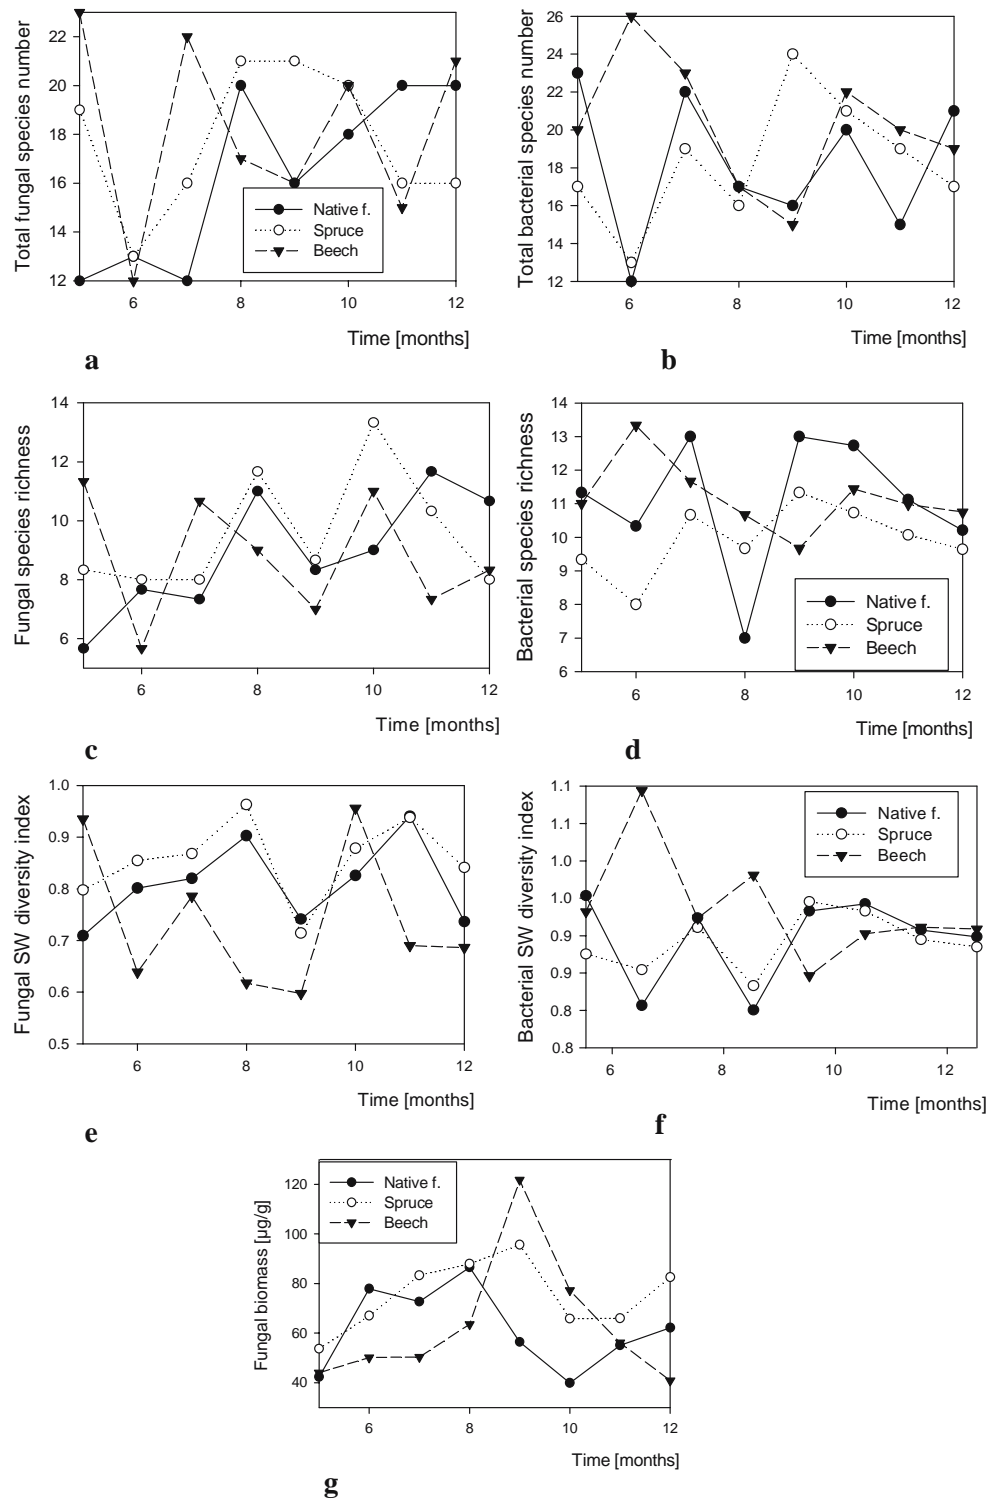 Total fungal species number
22
20
18
16
14
12
6
8
10
12
Native f.
Spruce
Beech
Time [months]
a
Total bacterial species number
26
24
22
20
18
16
14
12
6
8
10
12
Time [months]
b
Fungal species richness
14
12
10
8
6
6
8
10
12
Time [months]
c
Bacterial species richness
14
13
12
11
10
9
8
7
6
6
8
10
12
Native f.
Spruce
Beech
Time [months]
d
Fungal SW diversity index
1.0
0.9
0.8
0.7
0.6
0.5
6
8
10
12
Time [months]
e
Bacterial SW diversity index
1.1
1.1
1.0
1.0
0.9
0.9
0.8
0.8
6
8
10
12
Native f.
Spruce
Beech
Time [months]
f
Fungal biomass [µg/g]
120
100
80
60
40
6
8
10
12
Native f.
Spruce
Beech
Time [months]
g